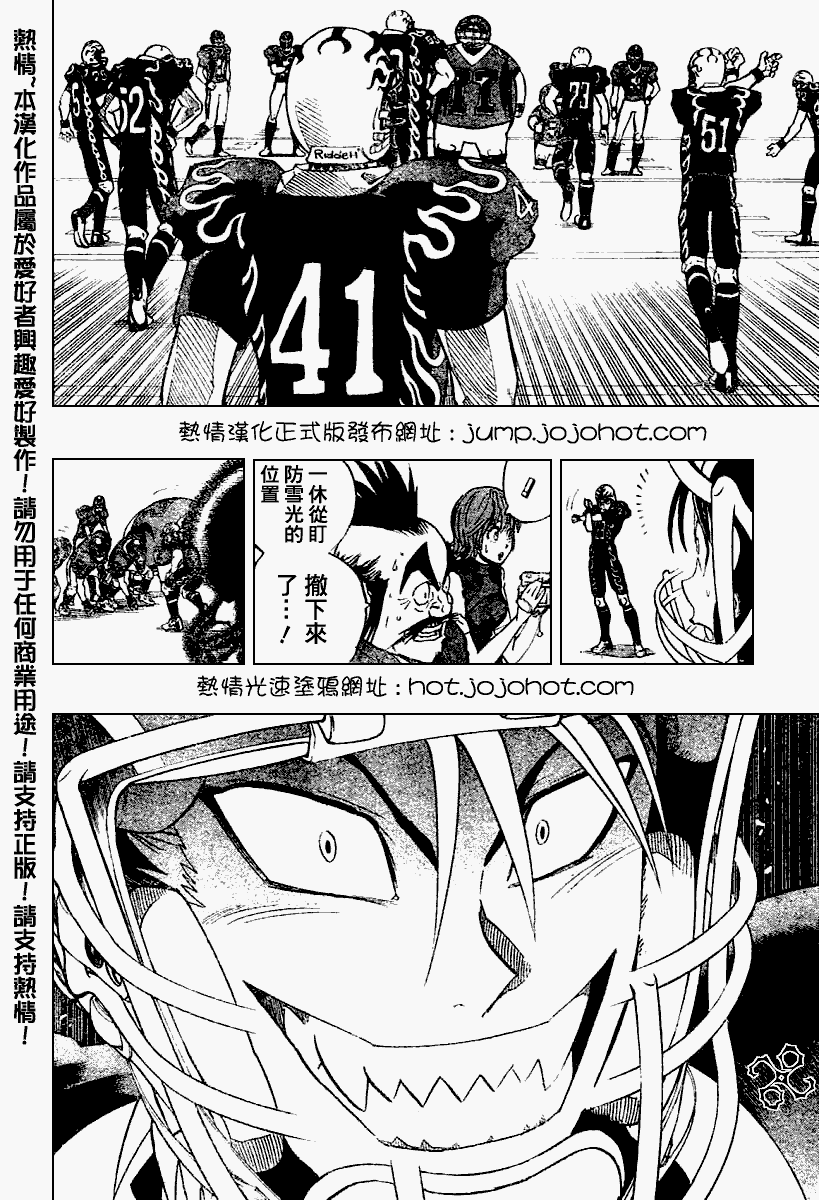 熱情，本漢化作品屬於愛好者興趣愛好製作！請勿用于任何商業用途！請支持正版！請支持熱情！
52
77
73
51
Riddell
4
41
熱情漢化正式版發布網址：jump.jojohot.com
！
一休從盯
防雪光的
位置
撤下來
了…！
熱情光速塗鴉網址：hot.jojohot.com